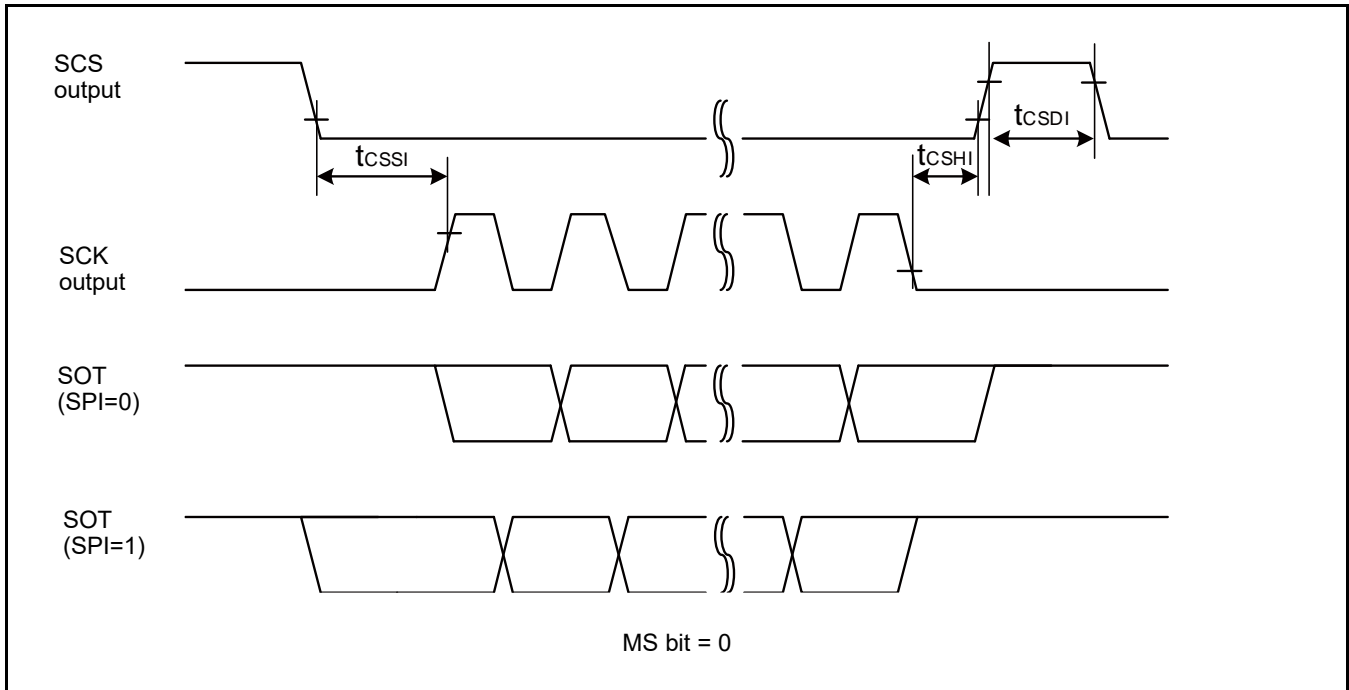 SCS
output
tCSSI
tCSHI
tCSDI
SCK
output
SOT
(SPI=0)
SOT
(SPI=1)
MS bit = 0